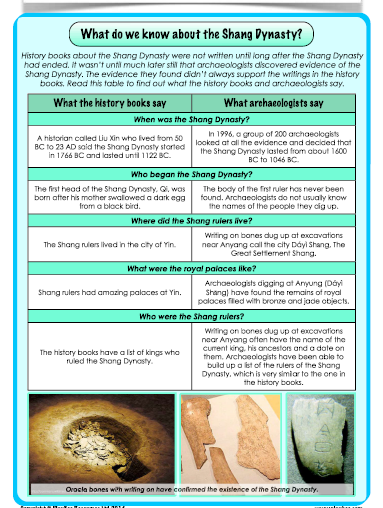 What do we know about the Shang Dynasty?
History books about the Shang Dynasty were not written until long after the Shang Dynasty
had ended. It wasn't until much later still that archaeologists discovered evidence of the
Shang Dynasty. The evidence they found didn't always support the writings in the history
books. Read this table to find out what the history books and archaeologists say.
What the history books say
What archaeologists say
When was the Shang Dynasty?
A historian called Liu Xin who lived from 50
BC to 23 AD said the Shang Dynasty started
in 1766 BC and lasted until 1122 BC.
In 1996, a group of 200 archaeologists
looked at all the evidence and decided that
the Shang Dynasty lasted from about 1600
BC to 1046 BC.
Who began the Shang Dynasty?
The first head of the Shang Dynasty, Qi, was
born after his mother swallowed a dark egg
from a black bird.
The body of the first ruler has never been
found. Archaeologists do not usually know
the names of the people they dig up.
Where did the Shang rulers live?
The Shang rulers lived in the city of Yin.
Writing on bones dug up at excavations
near Anyang call the city Dàyì Shang, The
Great Settlement Shang.
What were the royal palaces like?
Shang rulers had amazing palaces at Yin.
Archaeologists digging at Anyung (Dàyì
Shāng) have found the remains of royal
palaces filled with bronze and jade objects.
Who were the Shang rulers?
The history books have a list of kings who
ruled the Shang Dynasty.
Writing on bones dug up at excavations
near Anyang often have the name of the
current king, his ancestors and a date on
them. Archaeologists have been able to
build up a list of the rulers of the Shang
Dynasty, which is very similar to the one in
the history books.
Oracle bones with writing on have confirmed the existence of the Shang Dynasty.